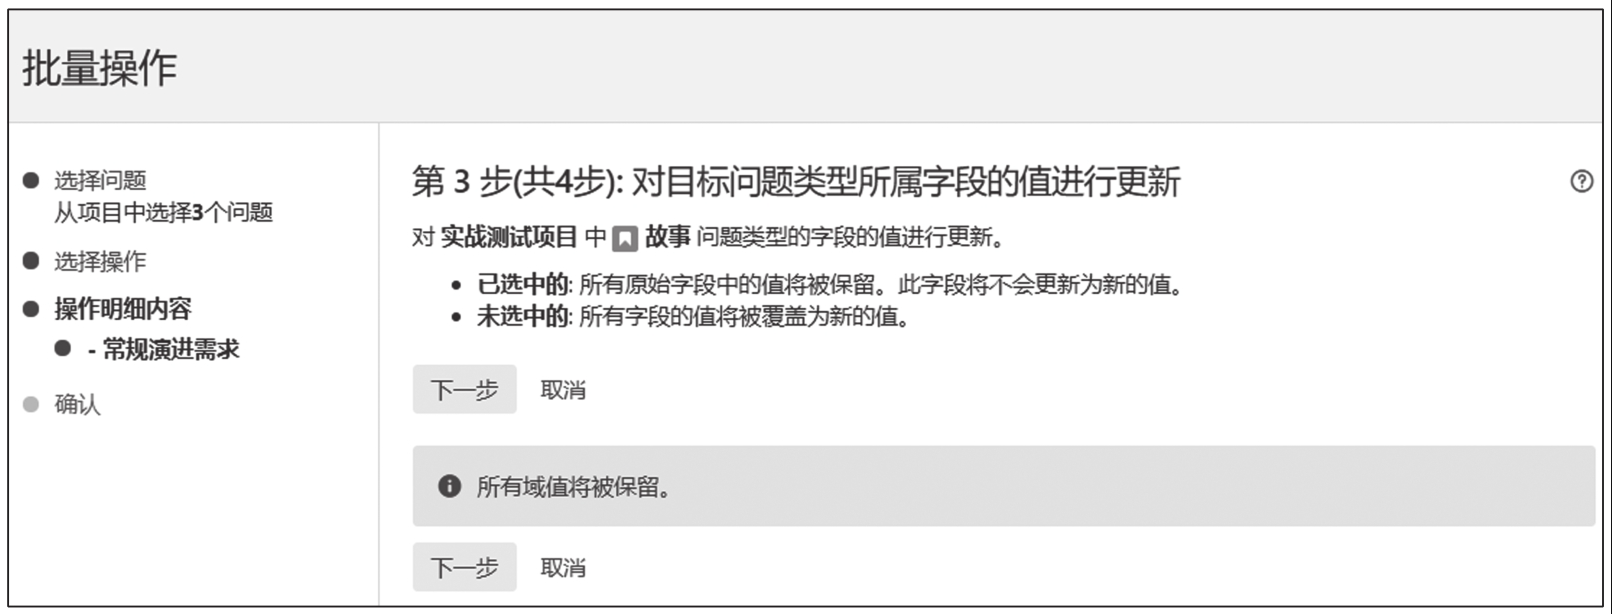 批量操作
选择问题
从项目中选择3个问题
选择操作
操作明细内容
- 常规演进需求
确认
第 3 步(共4步): 对目标问题类型所属字段的值进行更新
对 实战测试项目 中 故事 问题类型的字段的值进行更新。
已选中的: 所有原始字段中的值将被保留。此字段将不会更新为新的值。
未选中的: 所有字段的值将被覆盖为新的值。
下一步 取消
所有域值将被保留。
下一步 取消